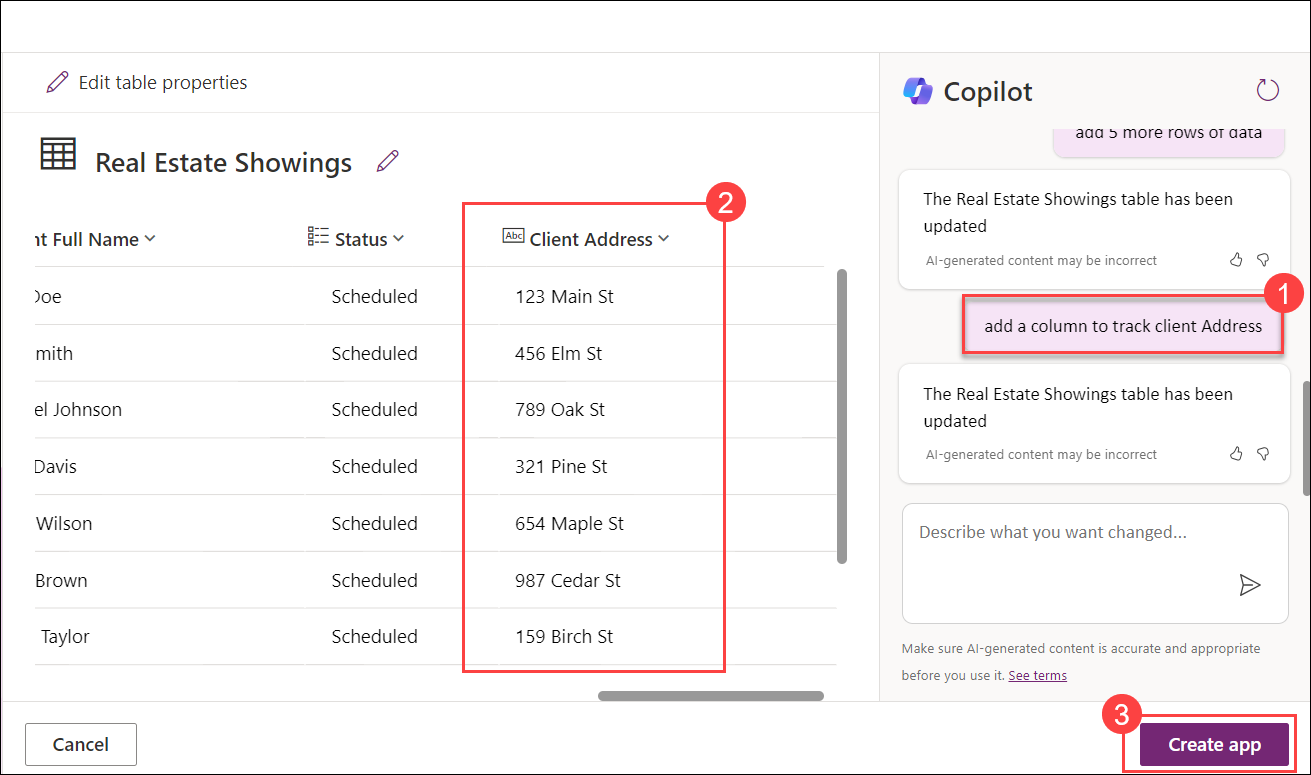 Edit table properties
Real Estate Showings
nt Full Name
Status
Abc Client Address
Doe Scheduled 123 Main St
mith Scheduled 456 Elm St
el Johnson Scheduled 789 Oak St
Davis Scheduled 321 Pine St
Wilson Scheduled 654 Maple St
Brown Scheduled 987 Cedar St
Taylor Scheduled 159 Birch St
2
Copilot
add 5 more rows of data
The Real Estate Showings table has been
updated
AI-generated content may be incorrect
1
add a column to track client Address
The Real Estate Showings table has been
updated
AI-generated content may be incorrect
Describe what you want changed...
Make sure AI-generated content is accurate and appropriate
before you use it. See terms
Cancel
3
Create app